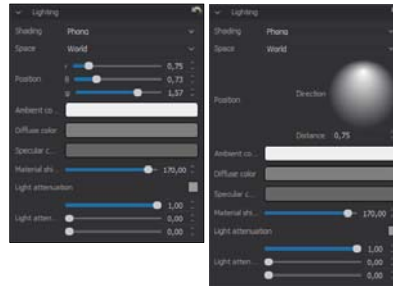 Lighting
Shading Phong
Space World
Position r 0,75
θ 0,73
φ 1,57
Ambient co...
Diffuse color
Specular c...
Material shi... 170,00
Light attenuation
1,00
Light atten... 0,00
0,00
Lighting
Shading Phong
Space World
Position Direction
Distance 0,75
Ambient co...
Diffuse color
Specular c...
Material shi... 170,00
Light attenuation
1,00
Light atten... 0,00
0,00